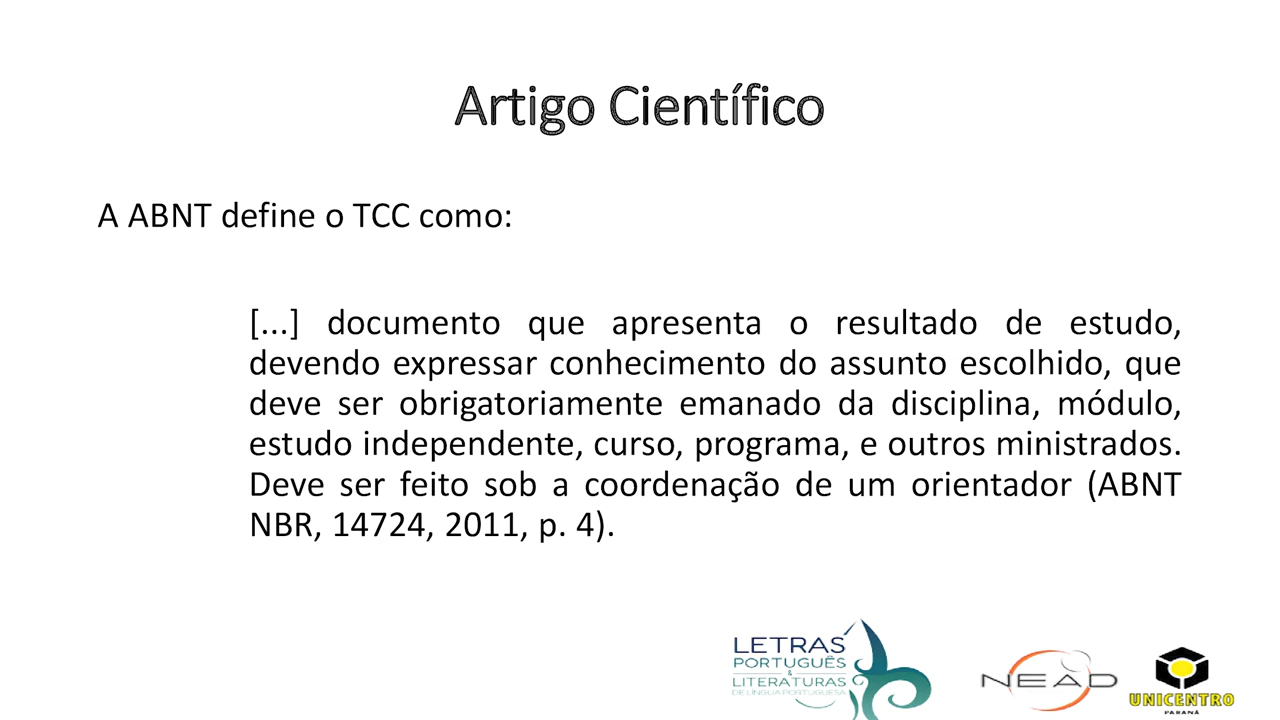 Artigo Científico
A ABNT define o TCC como:
[...] documento que apresenta o resultado de estudo,
devendo expressar conhecimento do assunto escolhido, que
deve ser obrigatoriamente emanado da disciplina, módulo,
estudo independente, curso, programa, e outros ministrados.
Deve ser feito sob a coordenação de um orientador (ABNT
NBR, 14724, 2011, p. 4).
LETRAS
PORTUGUÊS
&
LITERATURAS
DE LÍNGUA PORTUGUESA
NEAD
UNICENTRO
PARANÁ